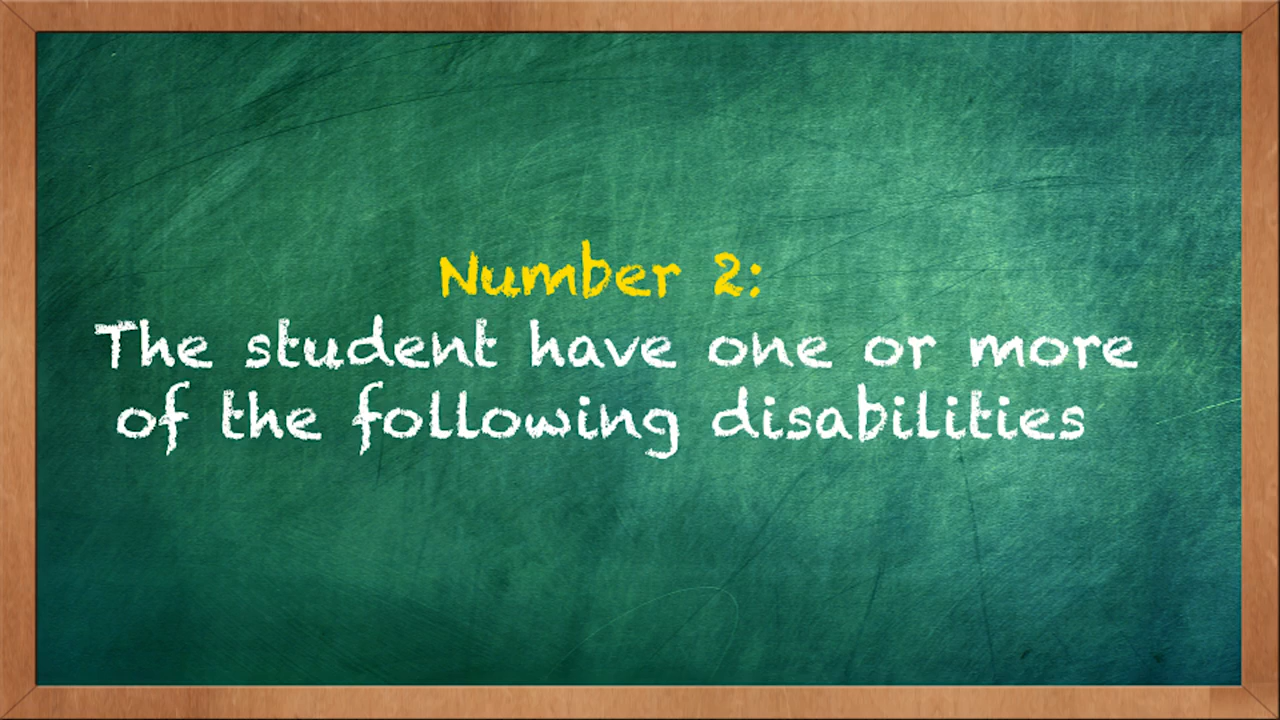 Number 2:
The student have one or more
of the following disabilities